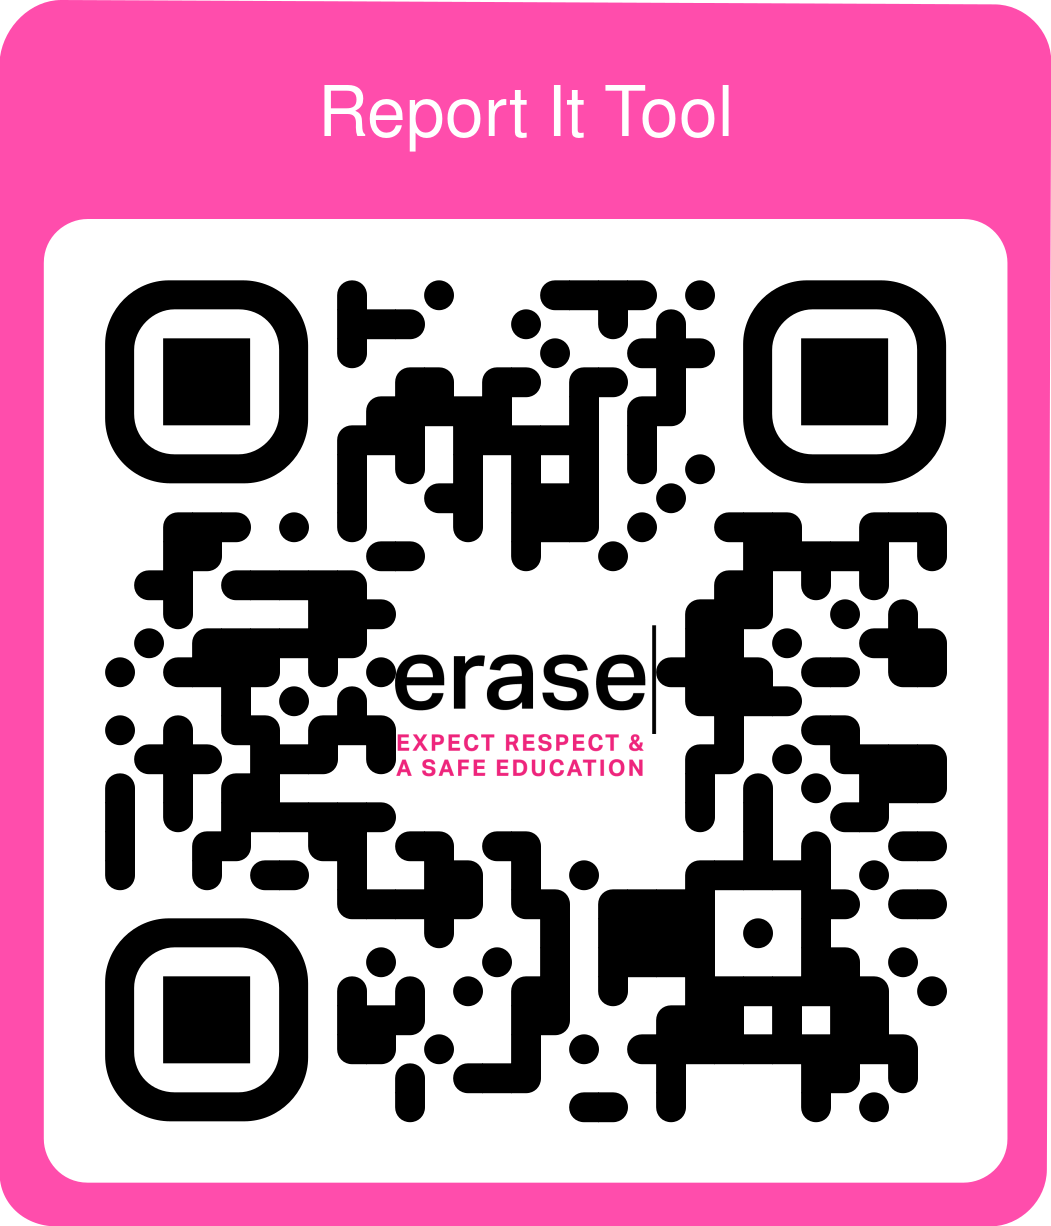 Report It Tool
erase|
EXPECT RESPECT &
A SAFE EDUCATION